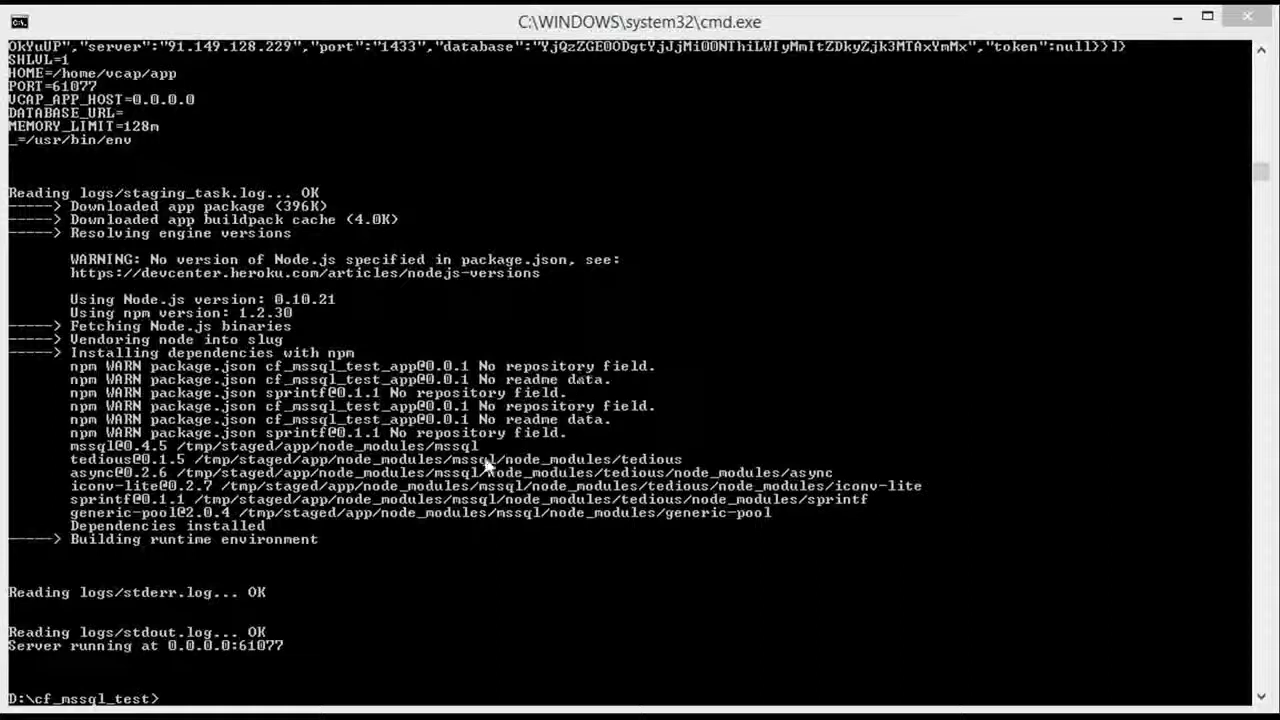 C:\WINDOWS\system32\cmd.exe
OkYuUP","server":"91.149.128.229","port":"1433","database":"YjQzZGE0ODgtYjJjMi00NThiLWIyMmItZDkyZjk3MTAxYmMx","token":null}}]}
SHLVL=1
HOME=/home/vcap/app
PORT=61077
VCAP_APP_HOST=0.0.0.0
DATABASE_URL=
MEMORY_LIMIT=128m
_=/usr/bin/env
Reading logs/staging_task.log... OK
-----> Downloaded app package (396K)
-----> Downloaded app buildpack cache (4.0K)
-----> Resolving engine versions
WARNING: No version of Node.js specified in package.json, see:
https://devcenter.heroku.com/articles/nodejs-versions
Using Node.js version: 0.10.21
Using npm version: 1.2.30
-----> Fetching Node.js binaries
-----> Vendoring node into slug
-----> Installing dependencies with npm
npm WARN package.json cf_mssql_test_app@0.0.1 No repository field.
npm WARN package.json cf_mssql_test_app@0.0.1 No readme data.
npm WARN package.json sprintf@0.1.1 No repository field.
npm WARN package.json cf_mssql_test_app@0.0.1 No repository field.
npm WARN package.json cf_mssql_test_app@0.0.1 No readme data.
npm WARN package.json sprintf@0.1.1 No repository field.
mssql@0.4.5 /tmp/staged/app/node_modules/mssql
tedious@0.1.5 /tmp/staged/app/node_modules/mssql/node_modules/tedious
async@0.2.6 /tmp/staged/app/node_modules/mssql/node_modules/tedious/node_modules/async
iconv-lite@0.2.7 /tmp/staged/app/node_modules/mssql/node_modules/tedious/node_modules/iconv-lite
sprintf@0.1.1 /tmp/staged/app/node_modules/mssql/node_modules/tedious/node_modules/sprintf
generic-pool@2.0.4 /tmp/staged/app/node_modules/mssql/node_modules/generic-pool
Dependencies installed
-----> Building runtime environment
Reading logs/stderr.log... OK
Reading logs/stdout.log... OK
Server running at 0.0.0.0:61077
D:\cf_mssql_test>